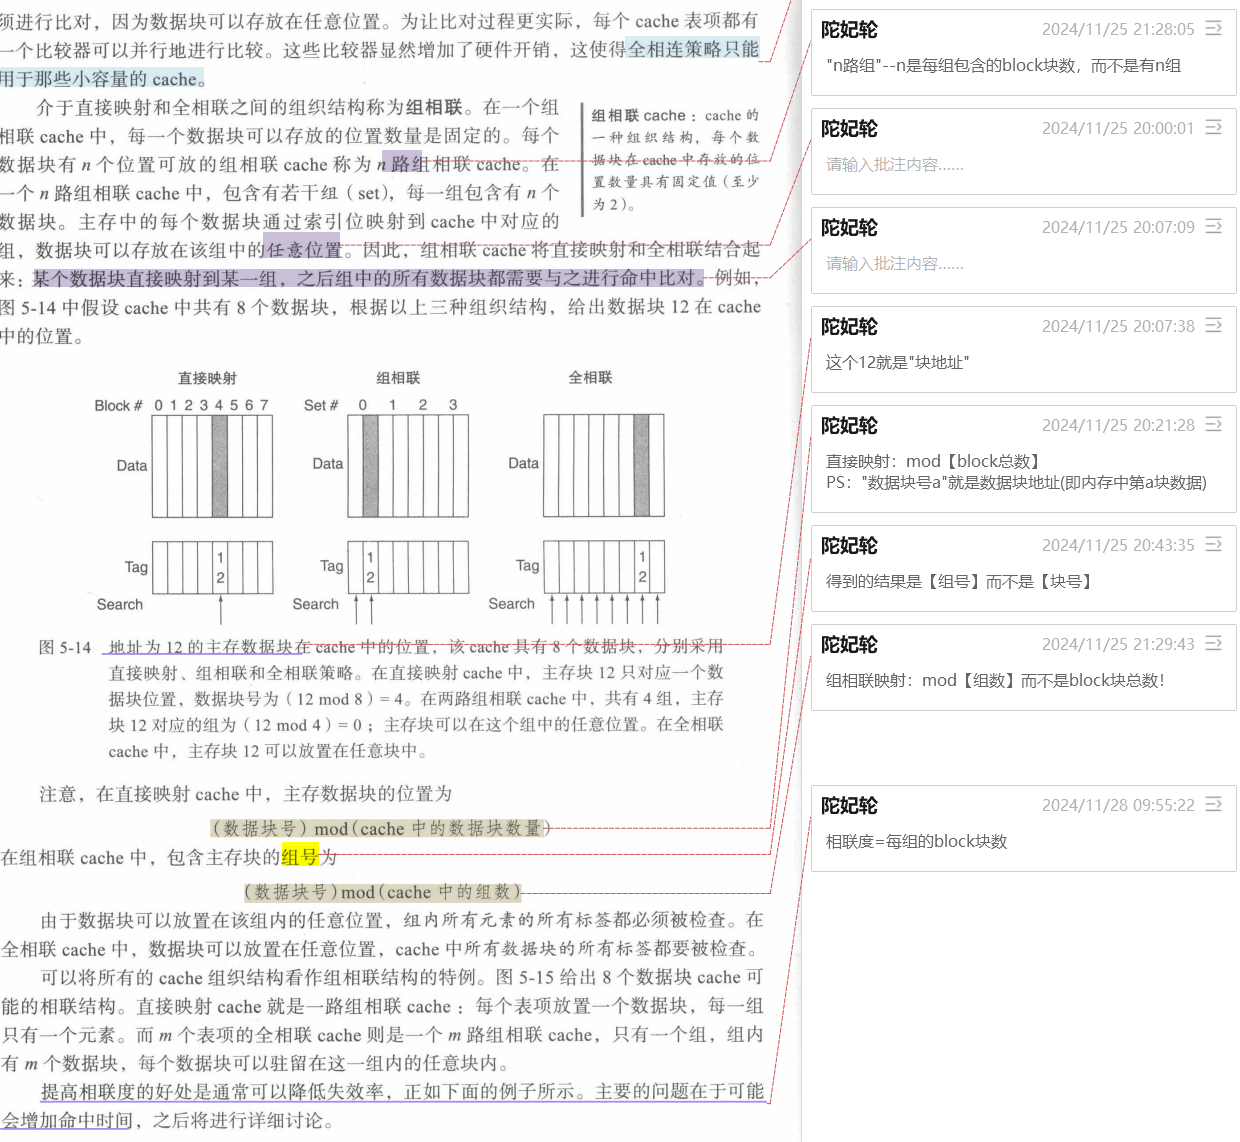 须进行比对，因为数据块可以存放在任意位置。为让比对过程更实际，每个 cache 表项都有
一个比较器可以并行地进行比较。这些比较器显然增加了硬件开销，这使得全相连策略只能
用于那些小容量的 cache。
介于直接映射和全相联之间的组织结构称为组相联。在一个组
相联 cache 中，每一个数据块可以存放的位置数量是固定的。每个
数据块有 n 个位置可放的组相联 cache 称为 n 路组相联 cache。在
一个 n 路组相联 cache 中，包含有若干组（set），每一组包含有 n 个
数据块。主存中的每个数据块通过索引位映射到 cache 中对应的
组，数据块可以存放在该组中的任意位置。因此，组相联 cache 将直接映射和全相联结合起
来：某个数据块直接映射到某一组，之后组中的所有数据块都需要与之进行命中比对。例如，
图 5-14 中假设 cache 中共有 8 个数据块，根据以上三种组织结构，给出数据块 12 在 cache
中的位置。
组相联 cache：cache 的
一种组织结构，每个数
据块在 cache 中存放的位
置数量具有固定值（至少
为 2）。
直接映射
组相联
全相联
Block # 0 1 2 3 4 5 6 7
Set # 0 1 2 3
Data
Data
Data
Tag
1
2
Tag
1
2
Tag
1
2
Search
Search
Search
图 5-14 地址为 12 的主存数据块在 cache 中的位置，该 cache 具有 8 个数据块，分别采用
直接映射、组相联和全相联策略。在直接映射 cache 中，主存块 12 只对应一个数
据块位置，数据块号为（12 mod 8）= 4。在两路组相联 cache 中，共有 4 组，主存
块 12 对应的组为（12 mod 4）= 0；主存块可以在这个组中的任意位置。在全相联
cache 中，主存块 12 可以放置在任意块中。
注意，在直接映射 cache 中，主存数据块的位置为
（数据块号）mod（cache 中的数据块数量）
在组相联 cache 中，包含主存块的组号为
（数据块号）mod（cache 中的组数）
由于数据块可以放置在该组内的任意位置，组内所有元素的所有标签都必须被检查。在
全相联 cache 中，数据块可以放置在任意位置，cache 中所有数据块的所有标签都要被检查。
可以将所有的 cache 组织结构看作组相联结构的特例。图 5-15 给出 8 个数据块 cache 可
能的相联结构。直接映射 cache 就是一路组相联 cache：每个表项放置一个数据块，每一组
只有一个元素。而 m 个表项的全相联 cache 则是一个 m 路组相联 cache，只有一个组，组内
有 m 个数据块，每个数据块可以驻留在这一组内的任意块内。
提高相联度的好处是通常可以降低失效率，正如下面的例子所示。主要的问题在于可能
会增加命中时间，之后将进行详细讨论。
陀妃轮 2024/11/25 21:28:05
"n路组"--n是每组包含的block块数，而不是有n组
陀妃轮 2024/11/25 20:00:01
请输入批注内容......
陀妃轮 2024/11/25 20:07:09
请输入批注内容......
陀妃轮 2024/11/25 20:07:38
这个12就是"块地址"
陀妃轮 2024/11/25 20:21:28
直接映射：mod【block总数】
PS："数据块号a"就是数据块地址(即内存中第a块数据)
陀妃轮 2024/11/25 20:43:35
得到的结果是【组号】而不是【块号】
陀妃轮 2024/11/25 21:29:43
组相联映射：mod【组数】而不是block块总数！
陀妃轮 2024/11/28 09:55:22
相联度=每组的block块数